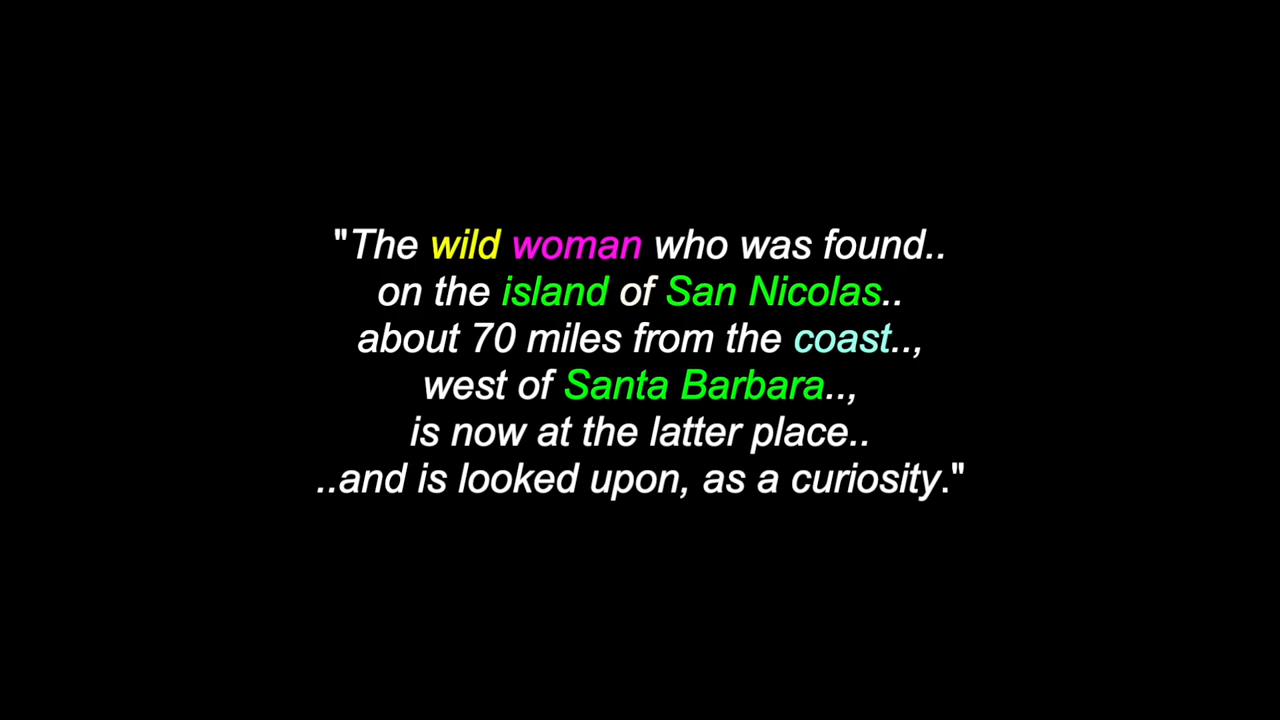 "The wild woman who was found..
on the island of San Nicolas..
about 70 miles from the coast..,
west of Santa Barbara..,
is now at the latter place..
..and is looked upon, as a curiosity."